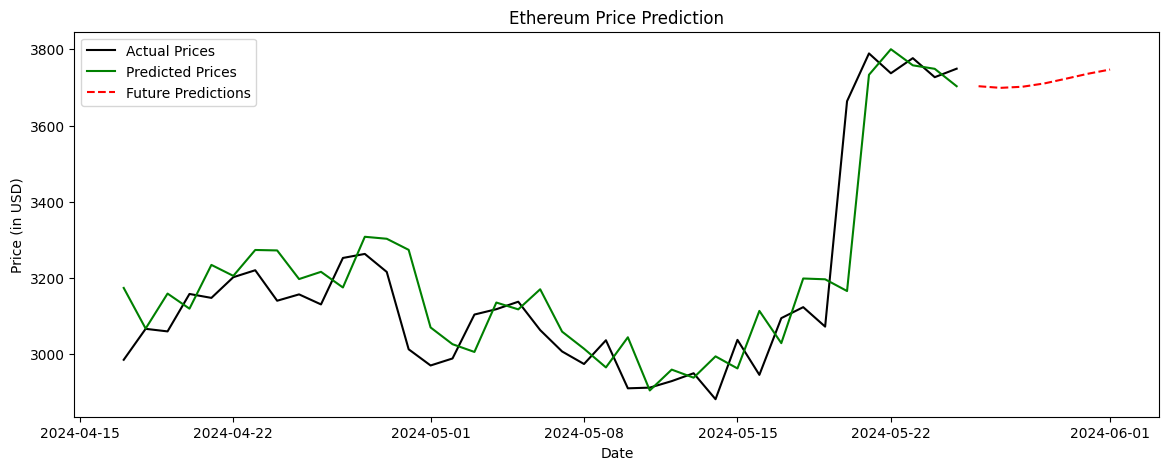 Ethereum Price Prediction
Actual Prices
Predicted Prices
Future Predictions
Price (in USD)
3800
3600
3400
3200
3000
2024-04-15
2024-04-22
2024-05-01
2024-05-08
2024-05-15
2024-05-22
2024-06-01
Date